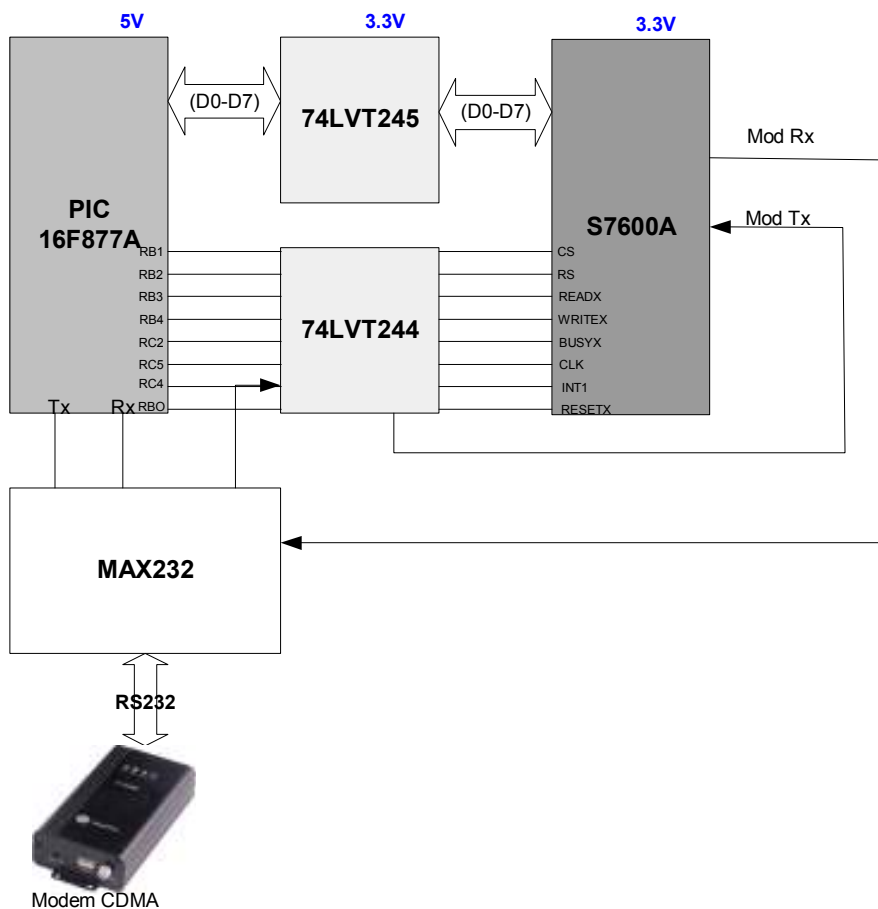 5V
3.3V
3.3V
(D0-D7)
(D0-D7)
74LVT245
Mod Rx
PIC
16F877A
S7600A
Mod Tx
RB1
RB2
RB3
RB4
RC2
RC5
RC4
RBO
Tx
Rx
74LVT244
CS
RS
READX
WRITEX
BUSYX
CLK
INT1
RESETX
MAX232
RS232
Modem CDMA